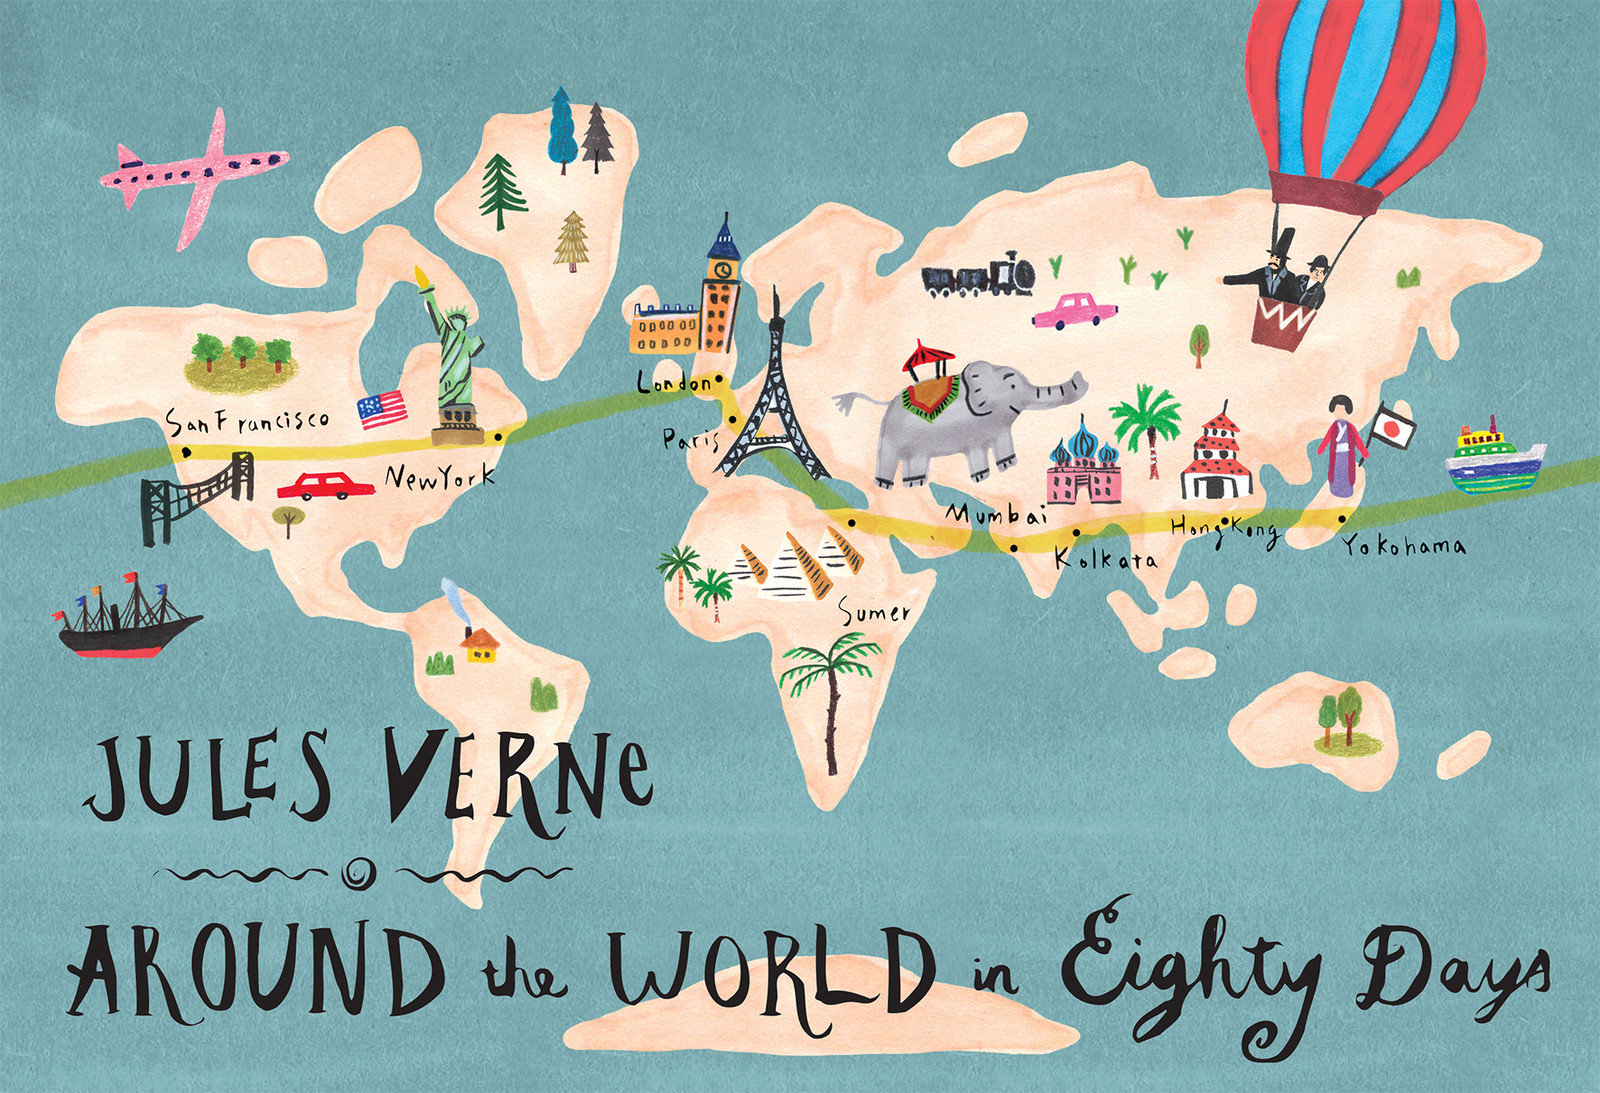 San Francisco
New York
London
Paris
Sumer
Mumbai
Kolkata
Hong Kong
Yokohama
JULES VERNe
AROUND the WORLD in Eighty Days